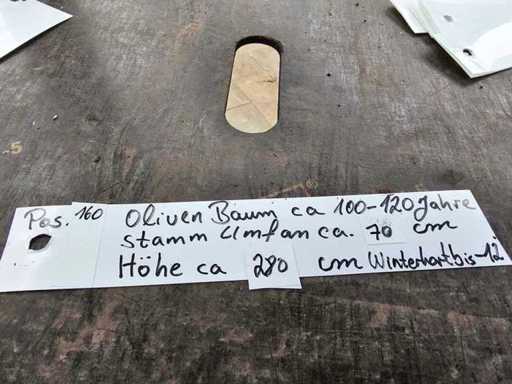 Pos. 160 Oliven Baum ca 100-120 Jahre
stamm Umfan ca. 70 cm
Höhe ca 280 cm Winterhart bis -12
5